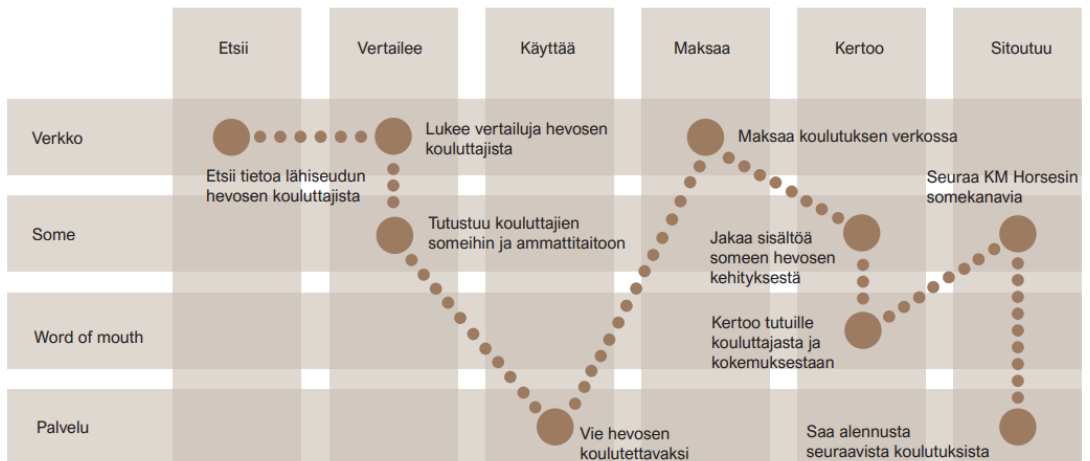 Etsii
Vertailee
Käyttää
Maksaa
Kertoo
Sitoutuu
Verkko
Lukee vertailuja hevosen
kouluttajista
Maksaa koulutuksen verkossa
Etsii tietoa lähiseudun
hevosen kouluttajista
Seuraa KM Horsesin
somekanavia
Some
Tutustuu kouluttajien
someihin ja ammattitaitoon
Jakaa sisältöä
someen hevosen
kehityksestä
Word of mouth
Kertoo tutuille
kouluttajasta ja
kokemuksestaan
Palvelu
Vie hevosen
koulutettavaksi
Saa alennusta
seuraavista koulutuksista